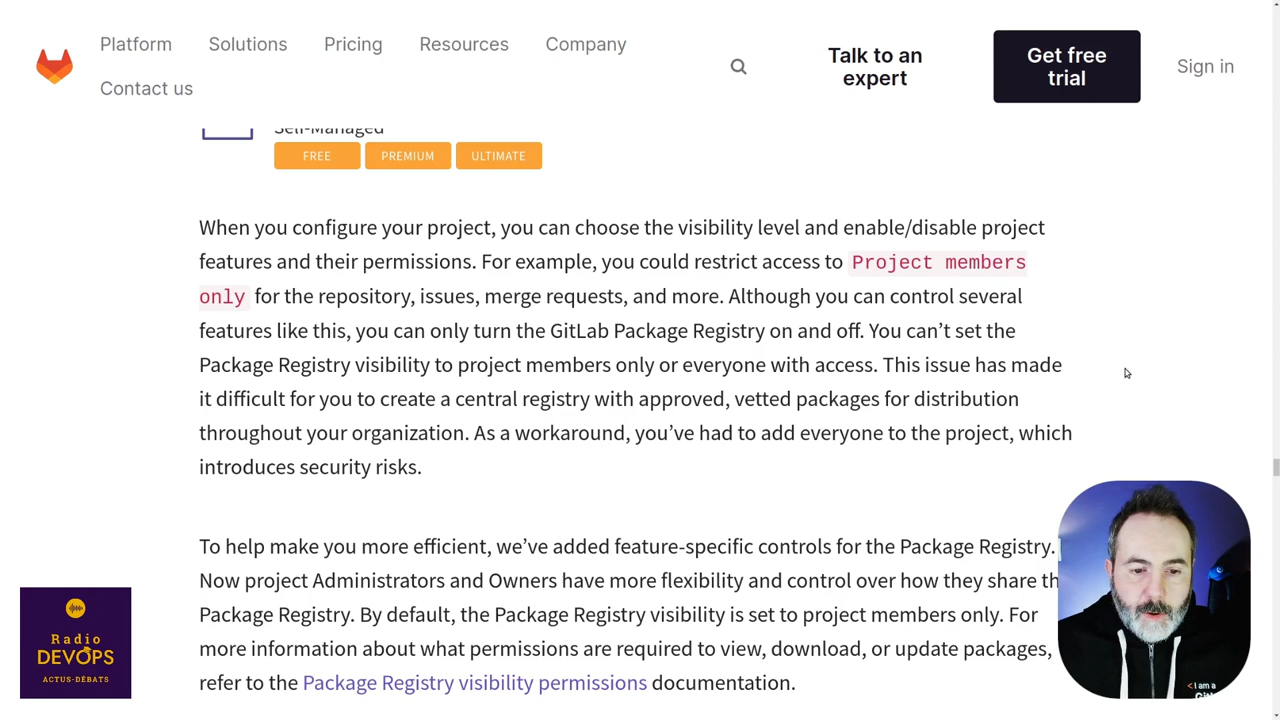 Platform
Solutions
Pricing
Resources
Company
Contact us
Talk to an
expert
Get free
trial
Sign in
Self-Managed
FREE
PREMIUM
ULTIMATE
When you configure your project, you can choose the visibility level and enable/disable project
features and their permissions. For example, you could restrict access to Project members
only for the repository, issues, merge requests, and more. Although you can control several
features like this, you can only turn the GitLab Package Registry on and off. You can’t set the
Package Registry visibility to project members only or everyone with access. This issue has made
it difficult for you to create a central registry with approved, vetted packages for distribution
throughout your organization. As a workaround, you’ve had to add everyone to the project, which
introduces security risks.
To help make you more efficient, we’ve added feature-specific controls for the Package Registry.
Now project Administrators and Owners have more flexibility and control over how they share th
Package Registry. By default, the Package Registry visibility is set to project members only. For
more information about what permissions are required to view, download, or update packages,
refer to the Package Registry visibility permissions documentation.
Radio
DEVOPS
ACTUS-DÉBATS
<I am a